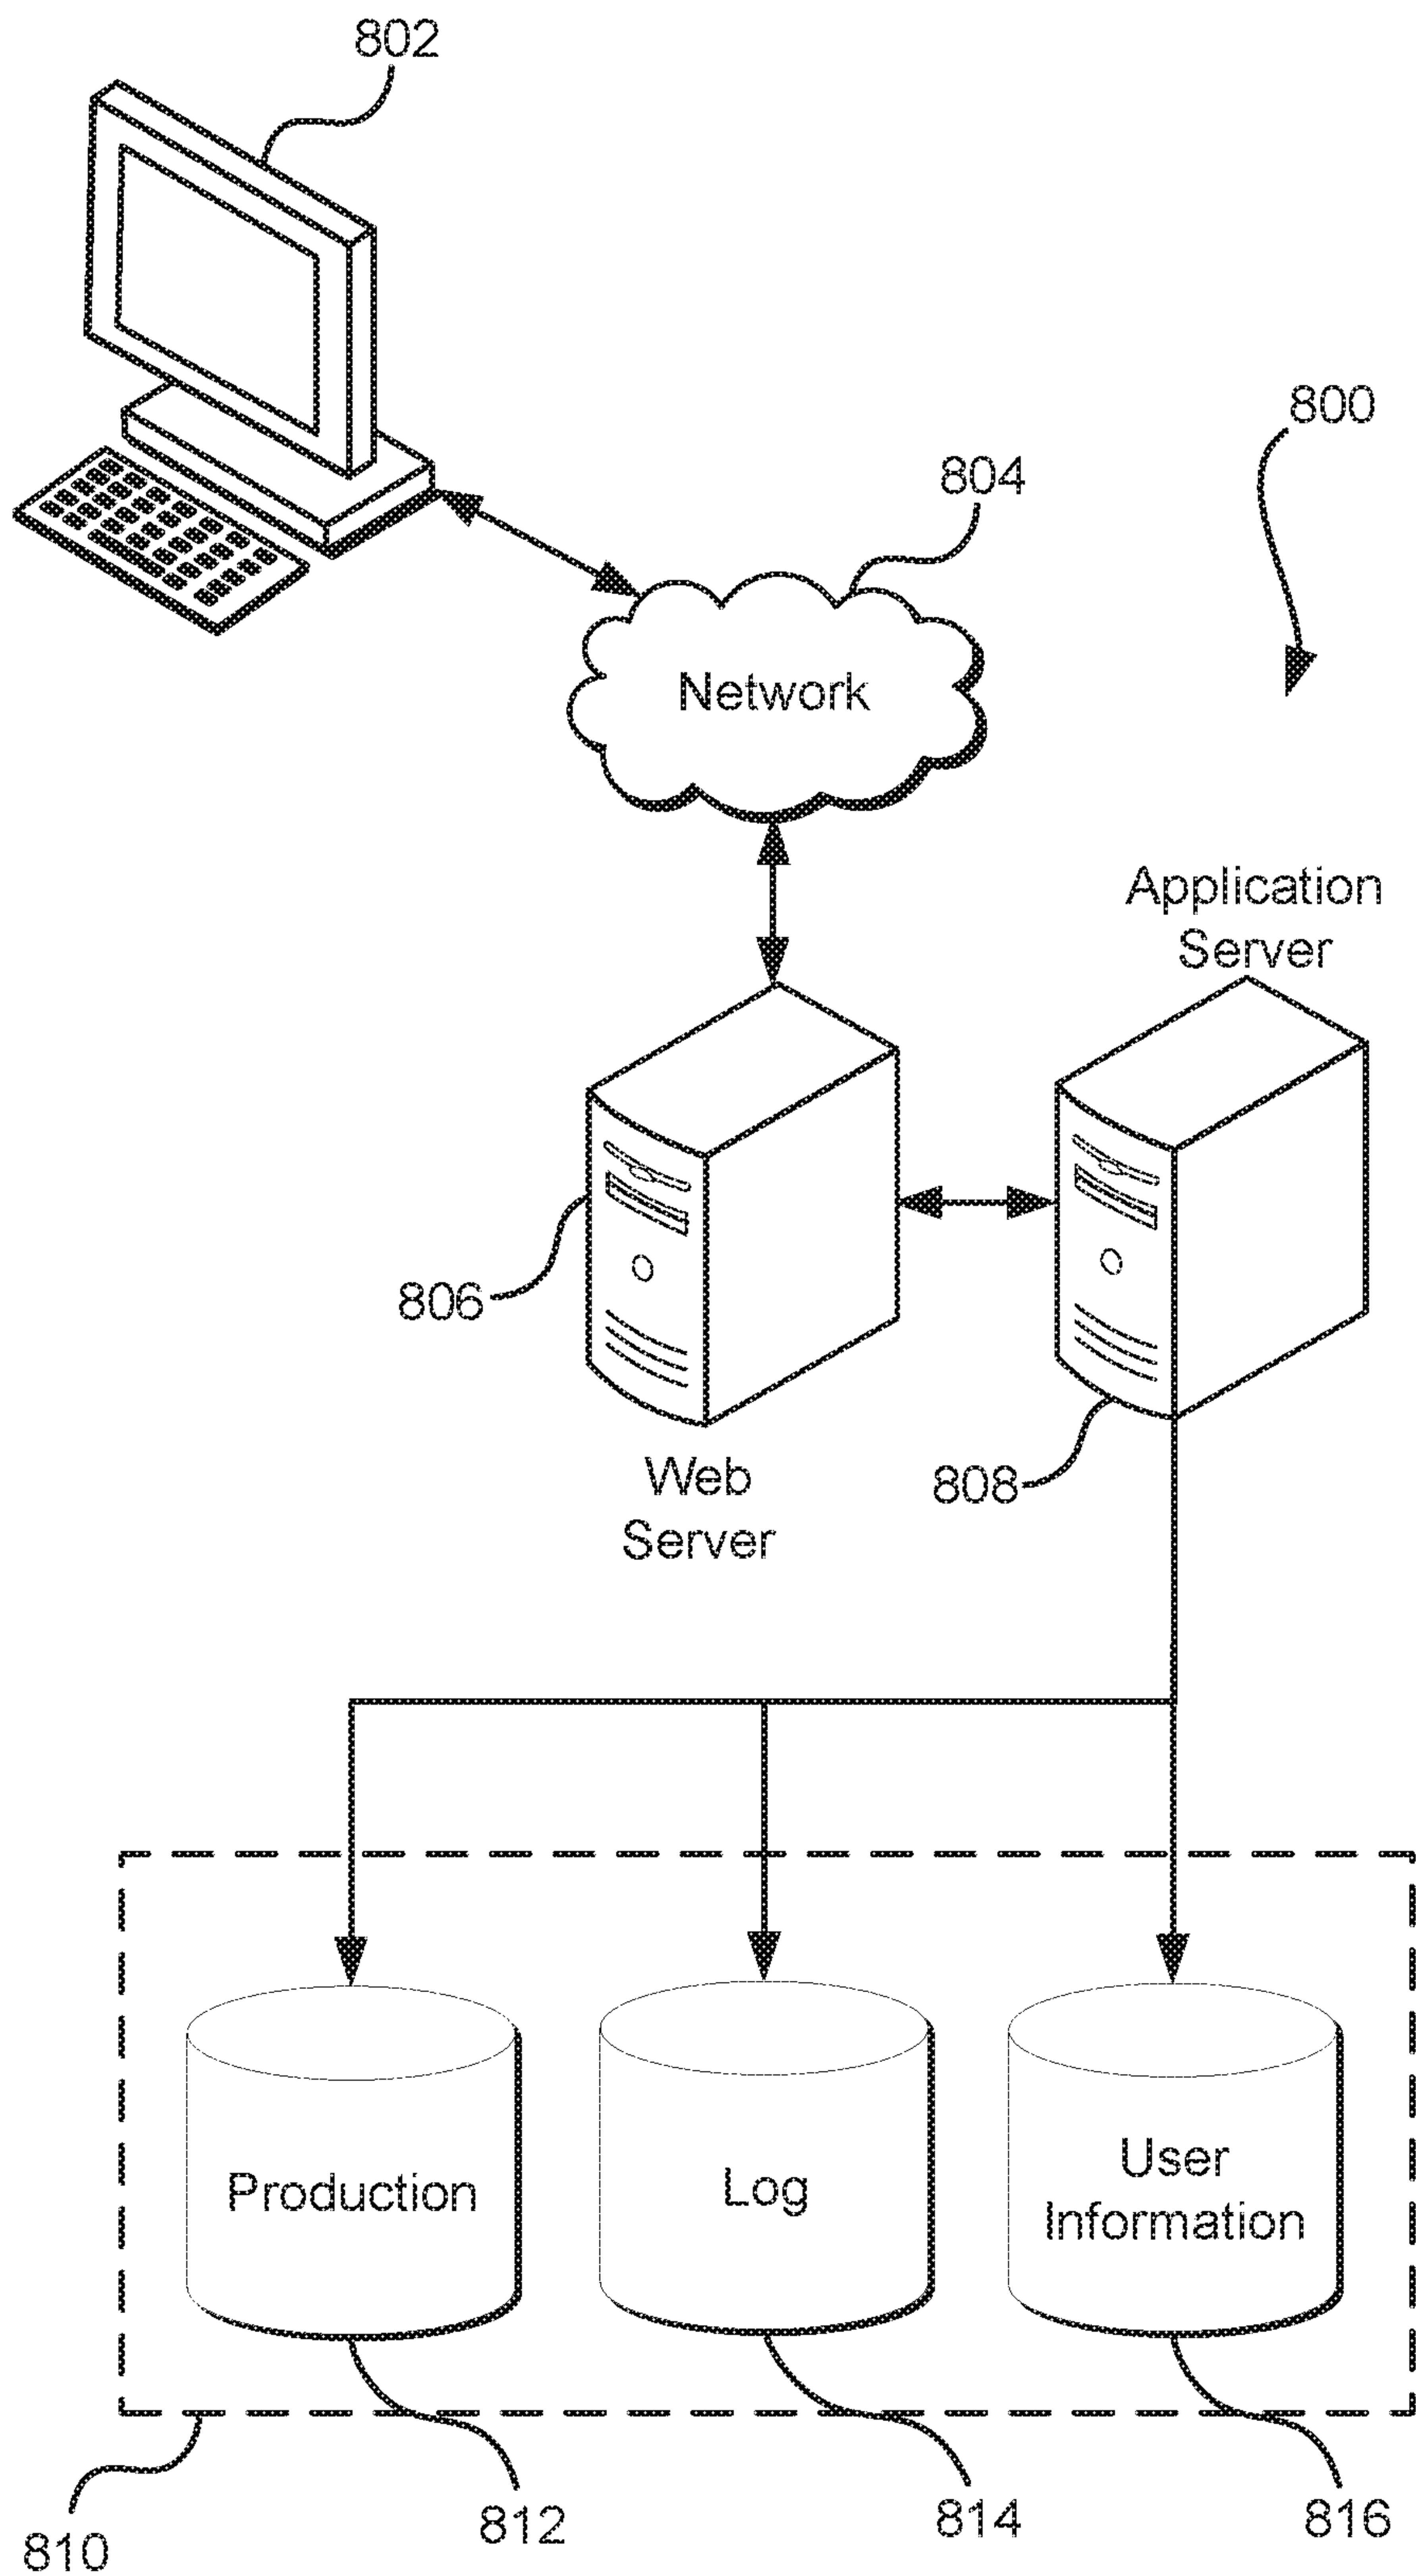 802
800
804
Network
Application
Server
806
808
Web
Server
Production
Log
User
Information
810
812
814
816